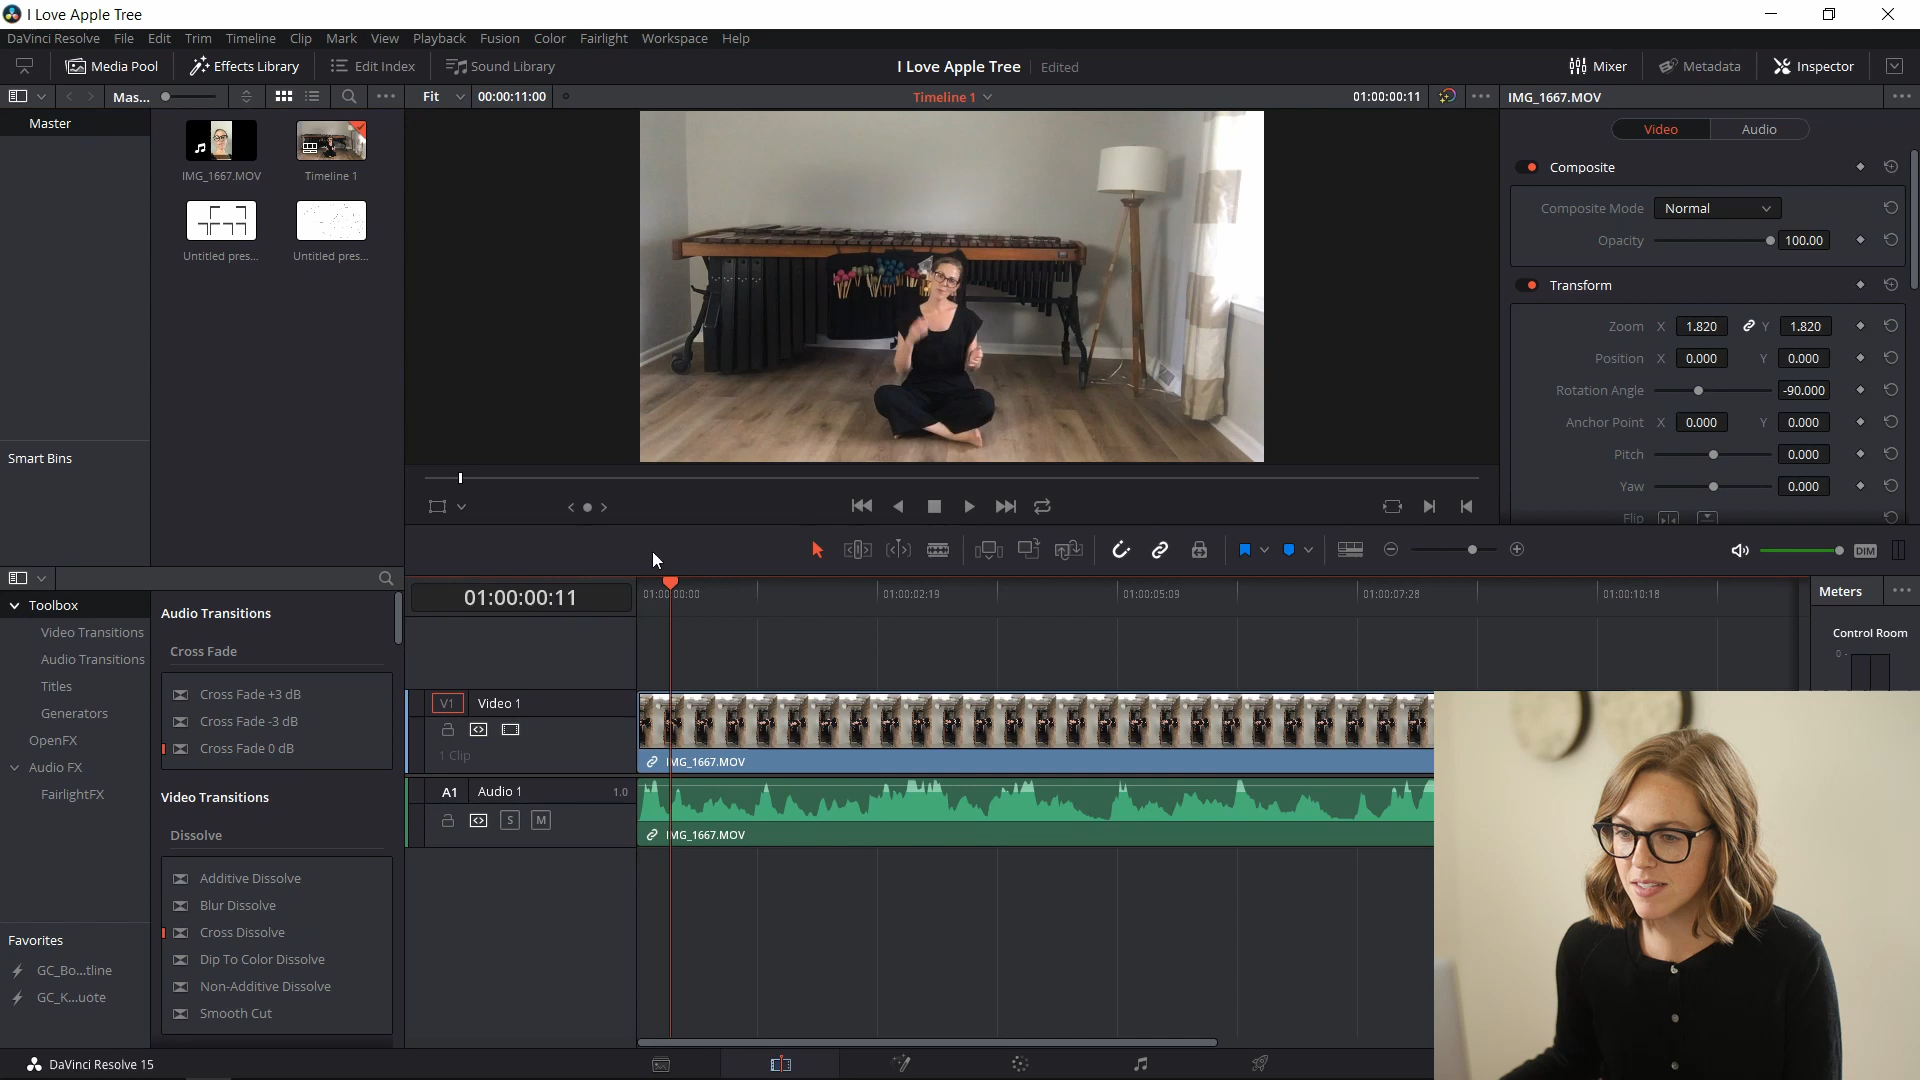 I Love Apple Tree
DaVinci Resolve File Edit Trim Timeline Clip Mark View Playback Fusion Color Fairlight Workspace Help
Media Pool Effects Library Edit Index Sound Library I Love Apple Tree Edited Mixer Metadata Inspector
Mas... Fit 00:00:11:00 Timeline 1 01:00:00:11 IMG_1667.MOV
Master
IMG_1667.MOV Timeline 1
Untitled pres... Untitled pres...
Smart Bins
Video Audio
Composite
Composite Mode Normal
Opacity 100.00
Transform
Zoom X 1.820 Y 1.820
Position X 0.000 Y 0.000
Rotation Angle -90.000
Anchor Point X 0.000 Y 0.000
Pitch 0.000
Yaw 0.000
Flip
DIM
Toolbox
Video Transitions
Audio Transitions
Titles
Generators
OpenFX
Audio FX
FairlightFX
Favorites
GC_Bo...tline
GC_K...uote
Audio Transitions
Cross Fade
Cross Fade +3 dB
Cross Fade -3 dB
Cross Fade 0 dB
Video Transitions
Dissolve
Additive Dissolve
Blur Dissolve
Cross Dissolve
Dip To Color Dissolve
Non-Additive Dissolve
Smooth Cut
01:00:00:11 01:00:00:00 01:00:02:19 01:00:05:09 01:00:07:28 01:00:10:18
Meters
Control Room
0 -
V1 Video 1
1 Clip
IMG_1667.MOV
A1 Audio 1 1.0
S M
IMG_1667.MOV
DaVinci Resolve 15